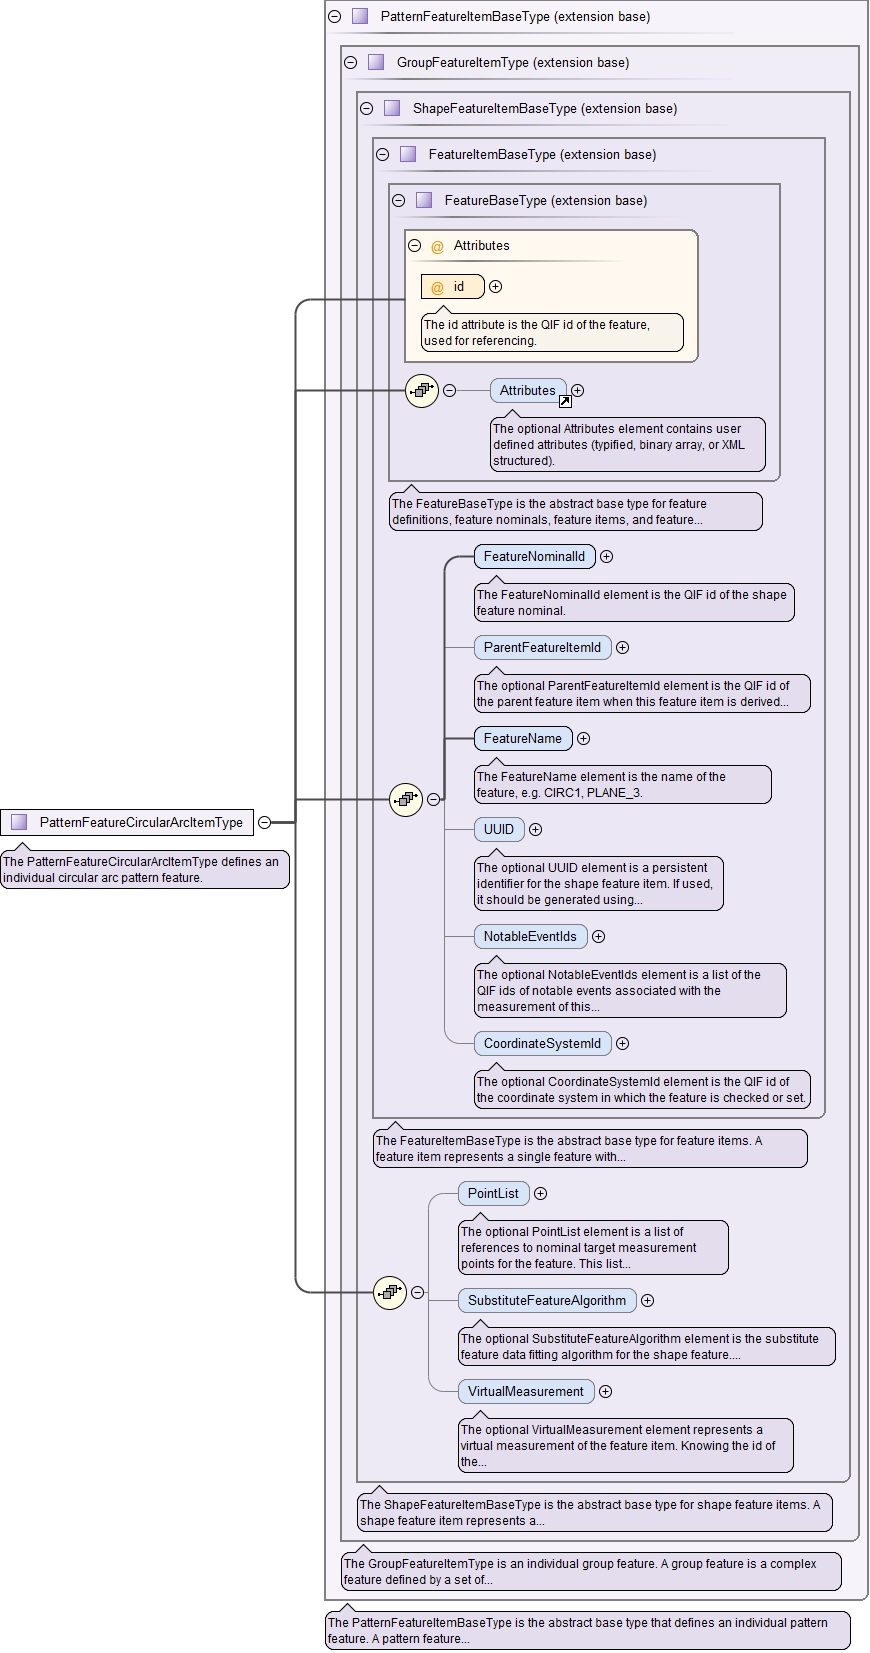 PatternFeatureItemBaseType (extension base)
GroupFeatureItemType (extension base)
ShapeFeatureItemBaseType (extension base)
FeatureItemBaseType (extension base)
FeatureBaseType (extension base)
@ Attributes
@ id
The id attribute is the QIF id of the feature,
used for referencing.
Attributes
The optional Attributes element contains user
defined attributes (typified, binary array, or XML
structured).
The FeatureBaseType is the abstract base type for feature
definitions, feature nominals, feature items, and feature...
FeatureNominalId
The FeatureNominalId element is the QIF id of the shape
feature nominal.
ParentFeatureItemId
The optional ParentFeatureItemId element is the QIF id of
the parent feature item when this feature item is derived...
FeatureName
The FeatureName element is the name of the
feature, e.g. CIRC1, PLANE_3.
PatternFeatureCircularArcItemType
The PatternFeatureCircularArcItemType defines an
individual circular arc pattern feature.
UUID
The optional UUID element is a persistent
identifier for the shape feature item. If used,
it should be generated using...
NotableEventIds
The optional NotableEventIds element is a list of the
QIF ids of notable events associated with the
measurement of this...
CoordinateSystemId
The optional CoordinateSystemId element is the QIF id of
the coordinate system in which the feature is checked or set.
The FeatureItemBaseType is the abstract base type for feature items. A
feature item represents a single feature with...
PointList
The optional PointList element is a list of
references to nominal target measurement
points for the feature. This list...
SubstituteFeatureAlgorithm
The optional SubstituteFeatureAlgorithm element is the substitute
feature data fitting algorithm for the shape feature....
VirtualMeasurement
The optional VirtualMeasurement element represents a
virtual measurement of the feature item. Knowing the id of
the...
The ShapeFeatureItemBaseType is the abstract base type for shape feature items. A
shape feature item represents a...
The GroupFeatureItemType is an individual group feature. A group feature is a complex
feature defined by a set of...
The PatternFeatureItemBaseType is the abstract base type that defines an individual pattern
feature. A pattern feature...